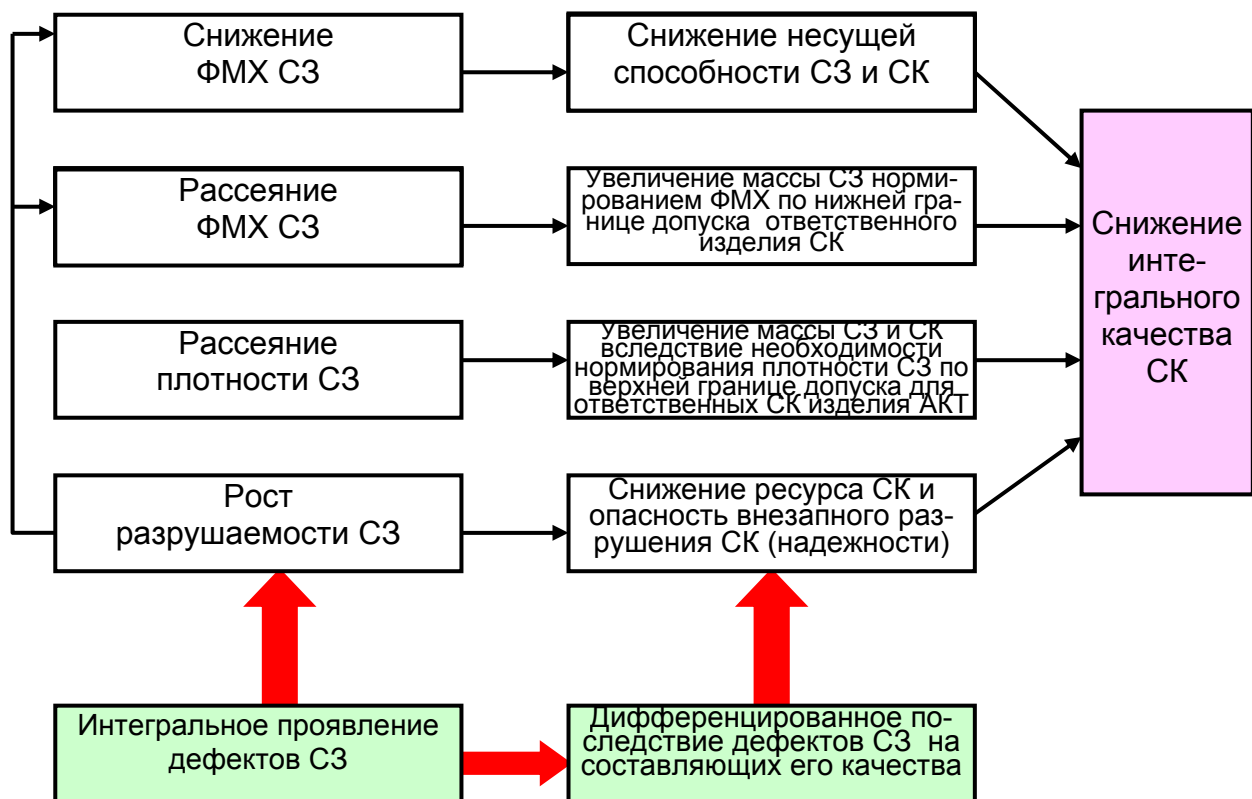 Снижение
ФМХ СЗ
Снижение несущей
способности СЗ и СК
Рассеяние
ФМХ СЗ
Увеличение массы СЗ норми-
рованием ФМХ по нижней гра-
нице допуска ответственного
изделия СК
Рассеяние
плотности СЗ
Увеличение массы СЗ и СК
вследствие необходимости
нормирования плотности СЗ по
верхней границе допуска для
ответственных СК изделия АКТ
Рост
разрушаемости СЗ
Снижение ресурса СК и
опасность внезапного раз-
рушения СК (надежности)
Снижение
инте-
грального
качества
СК
Интегральное проявление
дефектов СЗ
Дифференцированное по-
следствие дефектов СЗ на
составляющих его качества